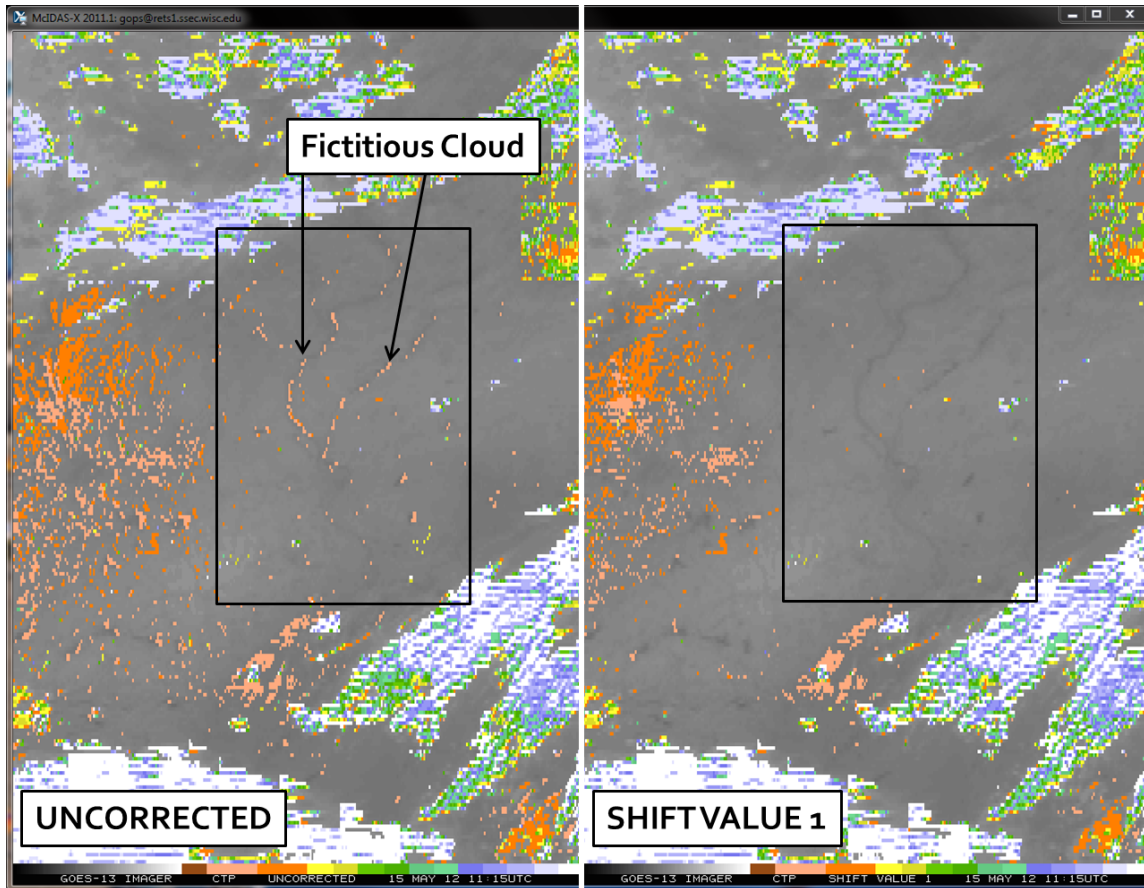 McIDAS-X 2011.1: gops@rets1.ssec.wisc.edu
Fictitious Cloud
UNCORRECTED
SHIFT VALUE 1
GOES-13 IMAGER CTP UNCORRECTED 15 MAY 12 11:15UTC
GOES-13 IMAGER CTP SHIFT VALUE 1 15 MAY 12 11:15UTC